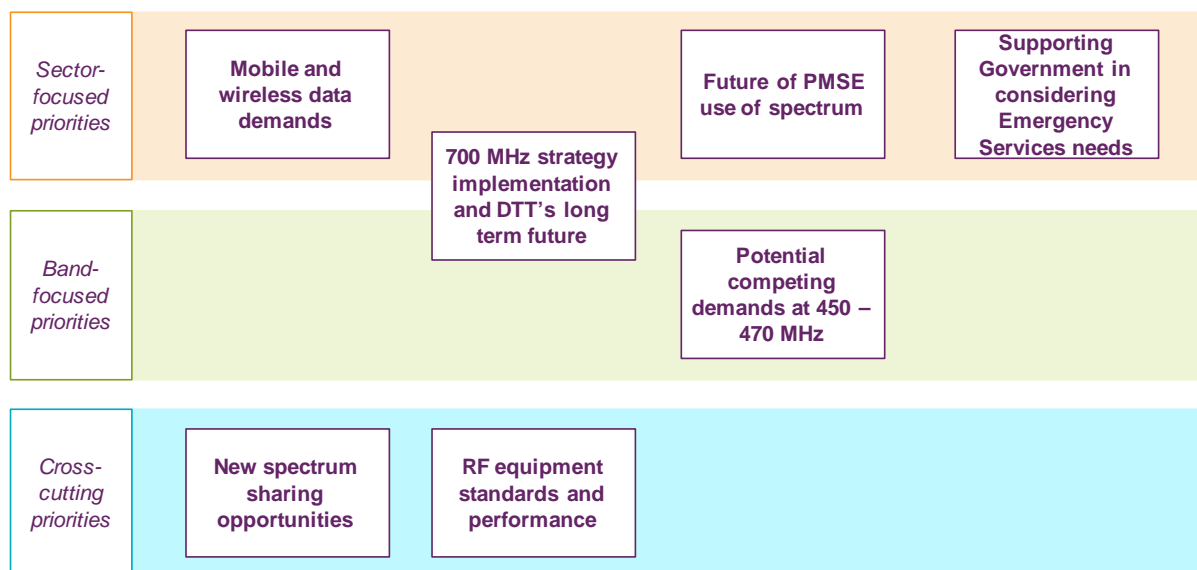 Sector-
focused
priorities
Mobile and
wireless data
demands
700 MHz strategy
implementation
and DTT’s long
term future
Future of PMSE
use of spectrum
Supporting
Government in
considering
Emergency
Services needs
Band-
focused
priorities
Potential
competing
demands at 450 –
470 MHz
Cross-
cutting
priorities
New spectrum
sharing
opportunities
RF equipment
standards and
performance